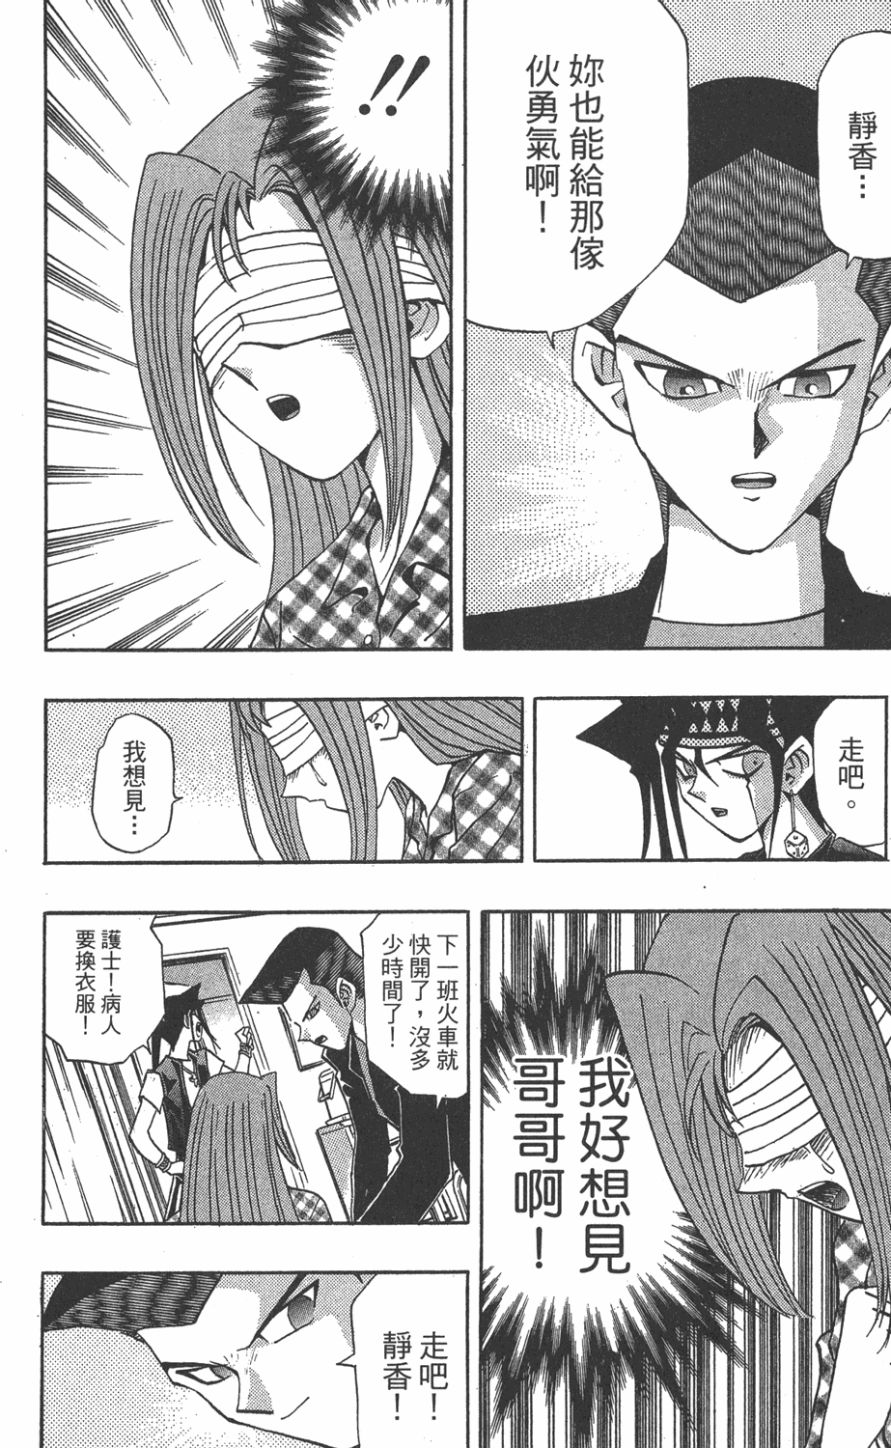 靜香…
妳也能給那傢
伙勇氣啊！
！！
走吧。
我想見…
我好想見
哥哥啊！
下一班火車就
快開了，沒多
少時間了！
護士！病人
要換衣服！
走吧！
靜香！